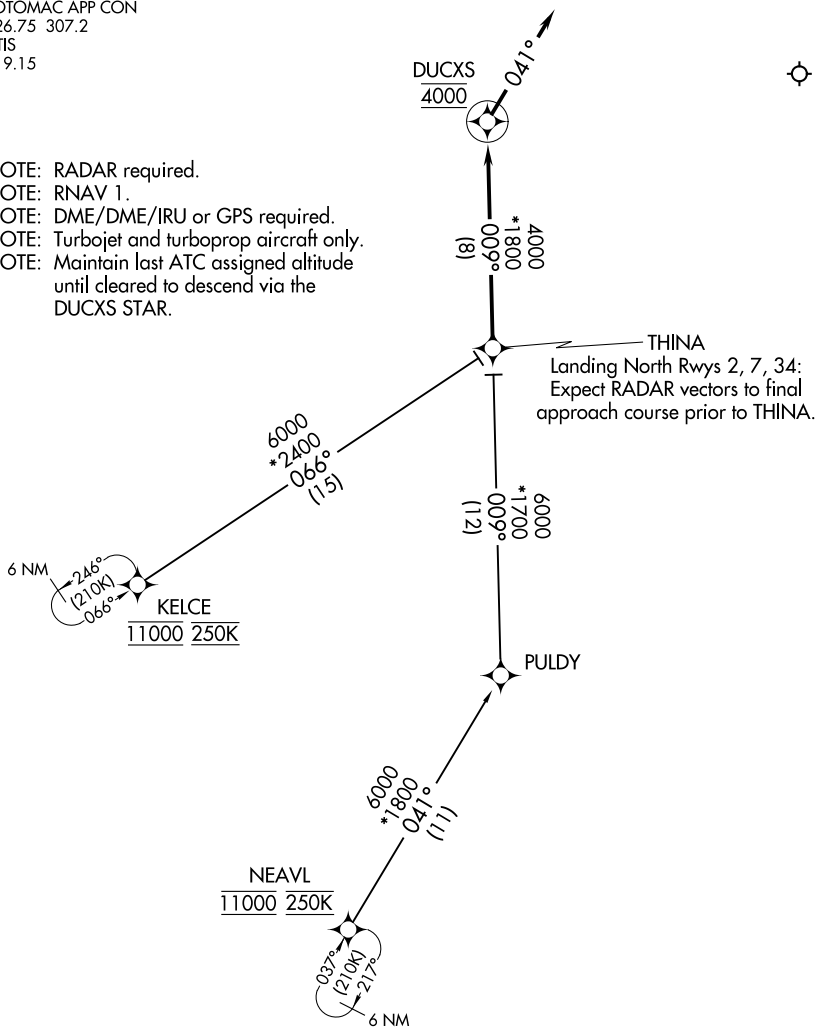 OTOMAC APP CON
26.75 307.2
TIS
9.15
DUCXS
4000
041°
OTE: RADAR required.
OTE: RNAV 1.
OTE: DME/DME/IRU or GPS required.
OTE: Turbojet and turboprop aircraft only.
OTE: Maintain last ATC assigned altitude
until cleared to descend via the
DUCXS STAR.
4000
*1800
009°
(8)
THINA
Landing North Rwys 2, 7, 34:
Expect RADAR vectors to final
approach course prior to THINA.
6000
*2400
066°
(15)
6000
*1700
009°
(12)
6 NM
246°
(210K)
066°
KELCE
11000 250K
PULDY
6000
*1800
041°
(11)
NEAVL
11000 250K
037°
(210K)
217°
6 NM